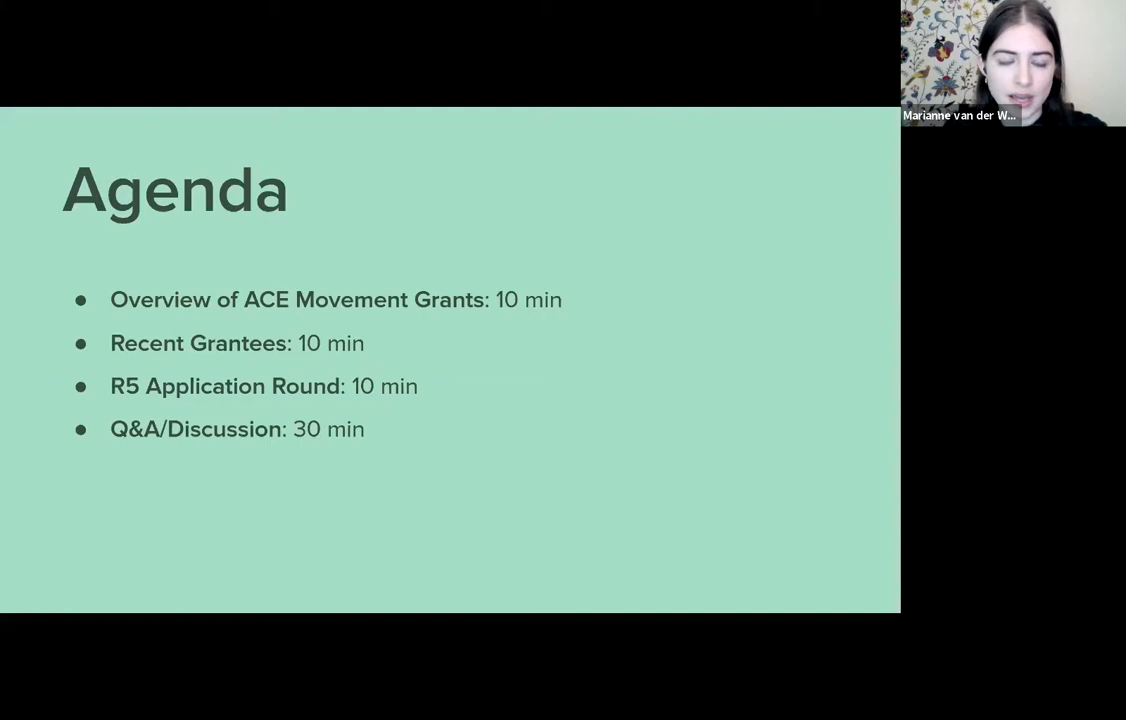 Agenda
● Overview of ACE Movement Grants: 10 min
● Recent Grantees: 10 min
● R5 Application Round: 10 min
● Q&A/Discussion: 30 min
Marianne van der W...